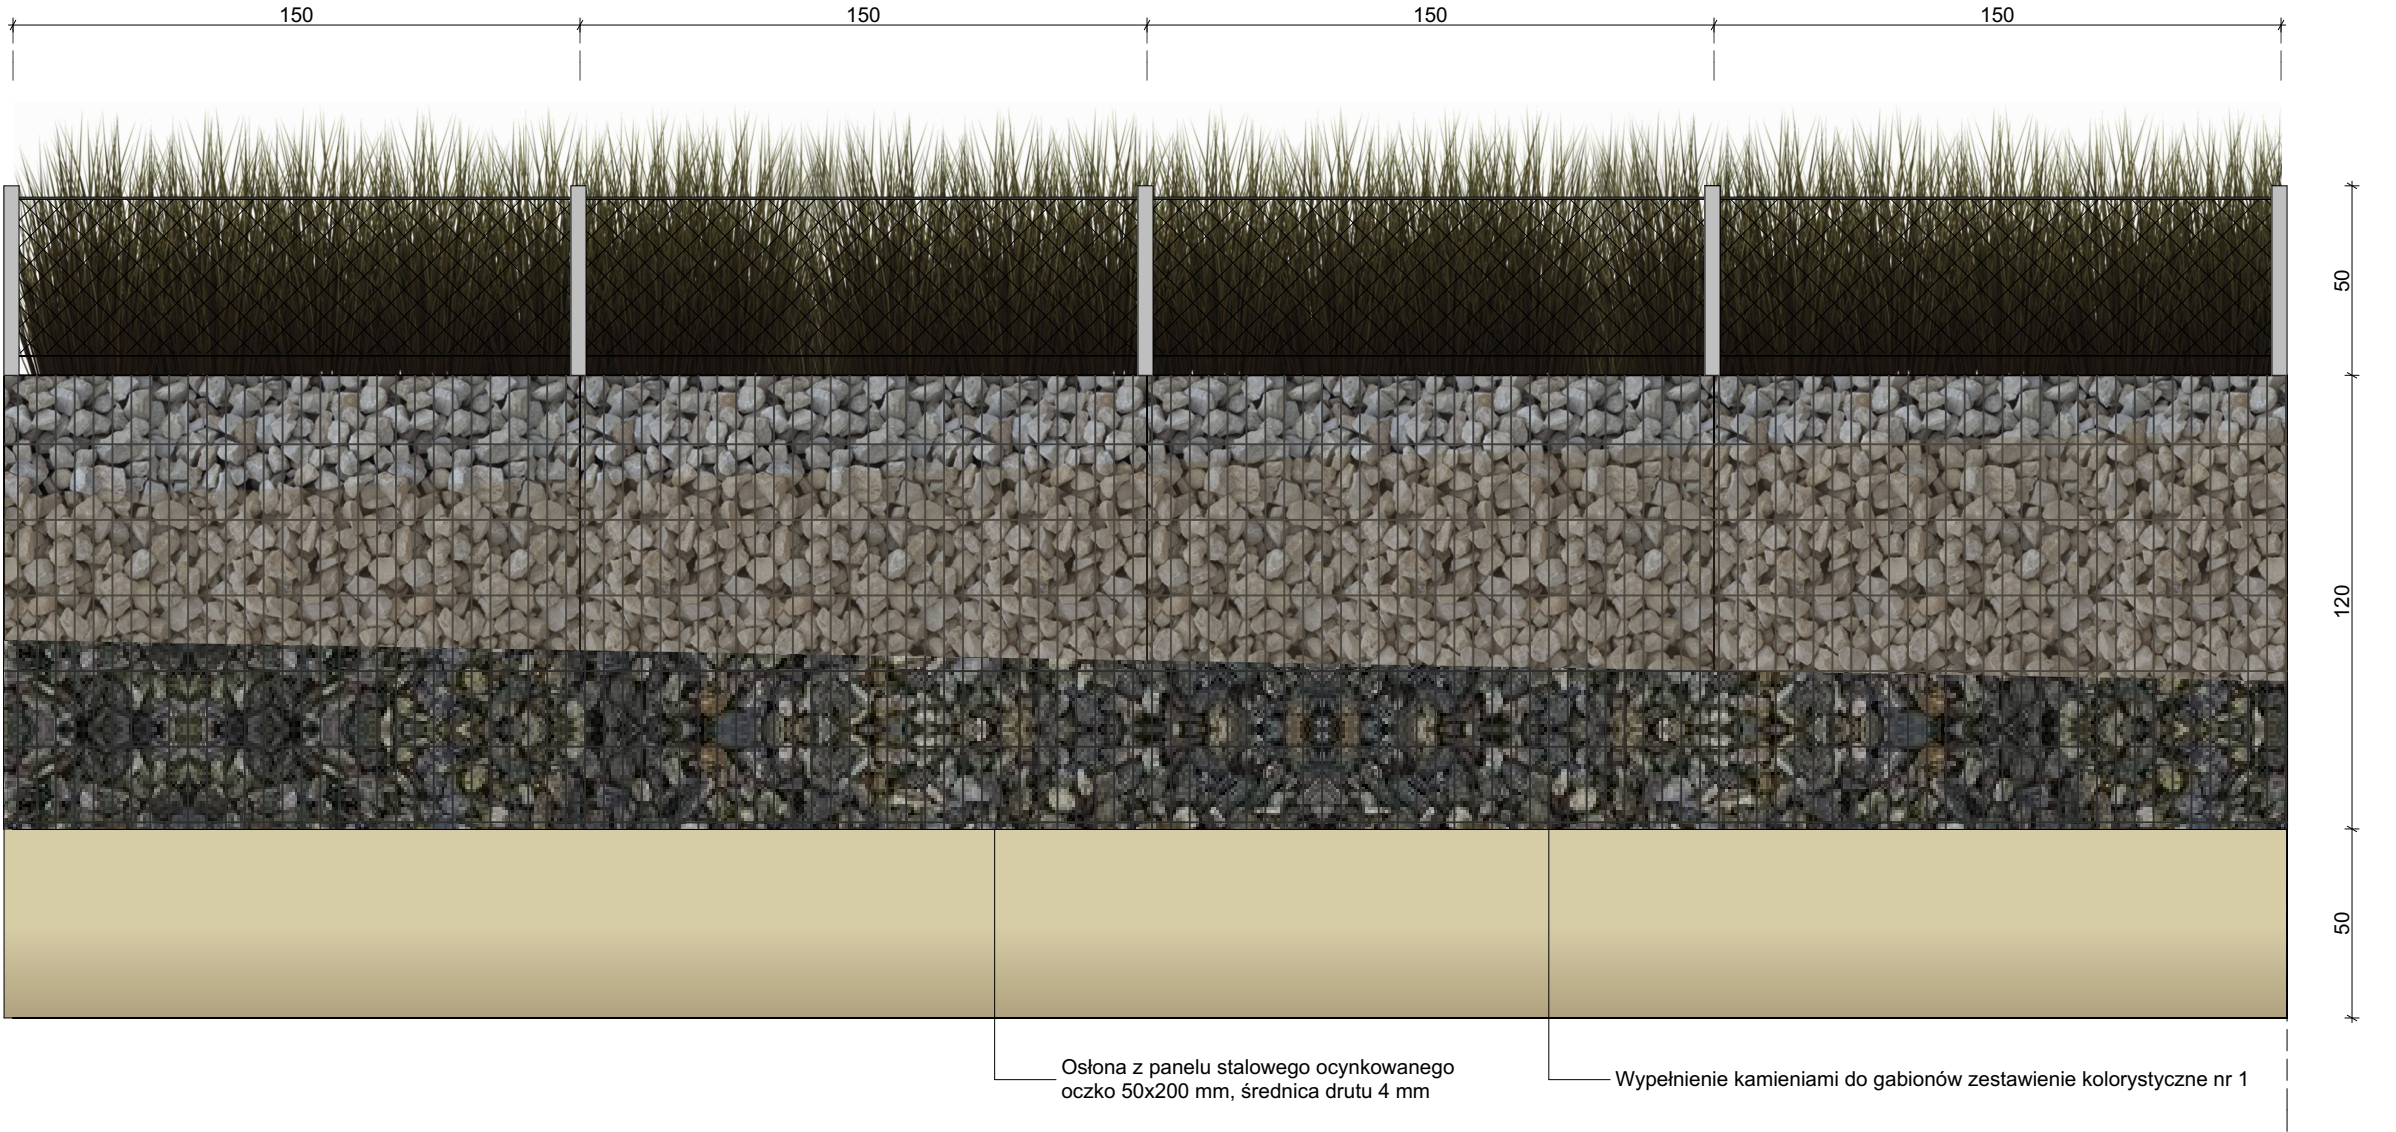 150 150 150 150
50
120
50
Osłona z panelu stalowego ocynkowanego
oczko 50x200 mm, średnica drutu 4 mm
Wypełnienie kamieniami do gabionów zestawienie kolorystyczne nr 1